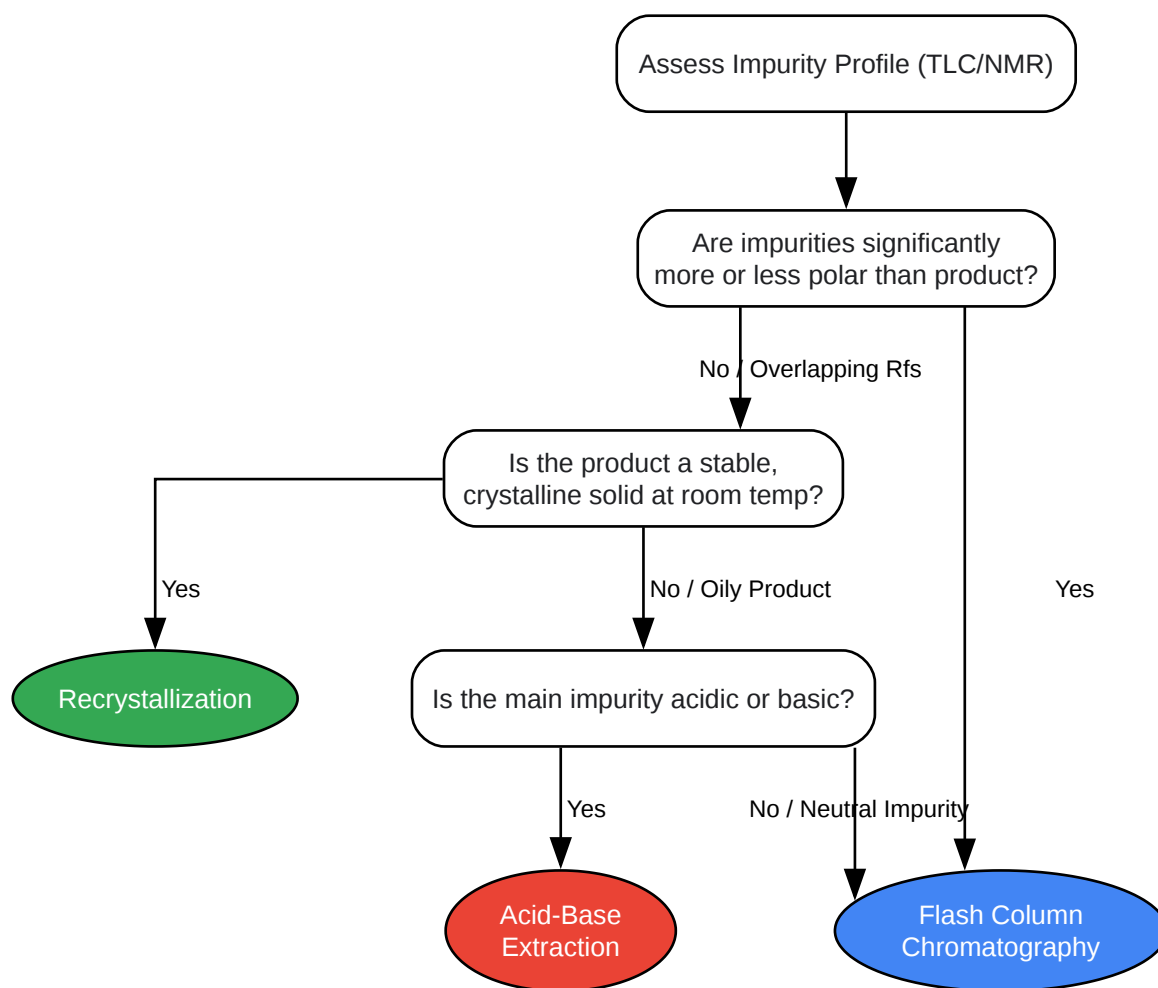 Assess Impurity Profile (TLC/NMR)
Are impurities significantly
more or less polar than product?
No / Overlapping Rfs
Is the product a stable,
crystalline solid at room temp?
Yes
No / Oily Product
Yes
Recrystallization
Is the main impurity acidic or basic?
Yes
No / Neutral Impurity
Acid-Base
Extraction
Flash Column
Chromatography